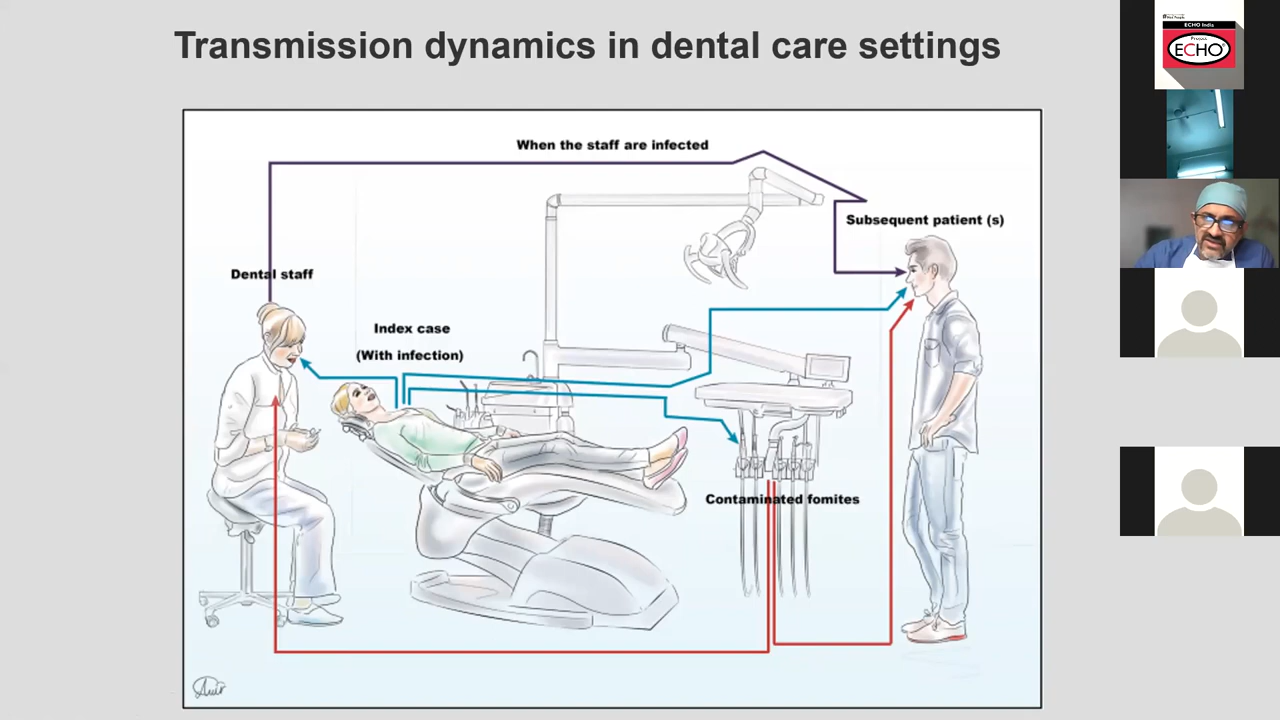 Transmission dynamics in dental care settings
ECHO India
ECHO
When the staff are infected
Subsequent patient (s)
Dental staff
Index case
(With infection)
Contaminated fomites